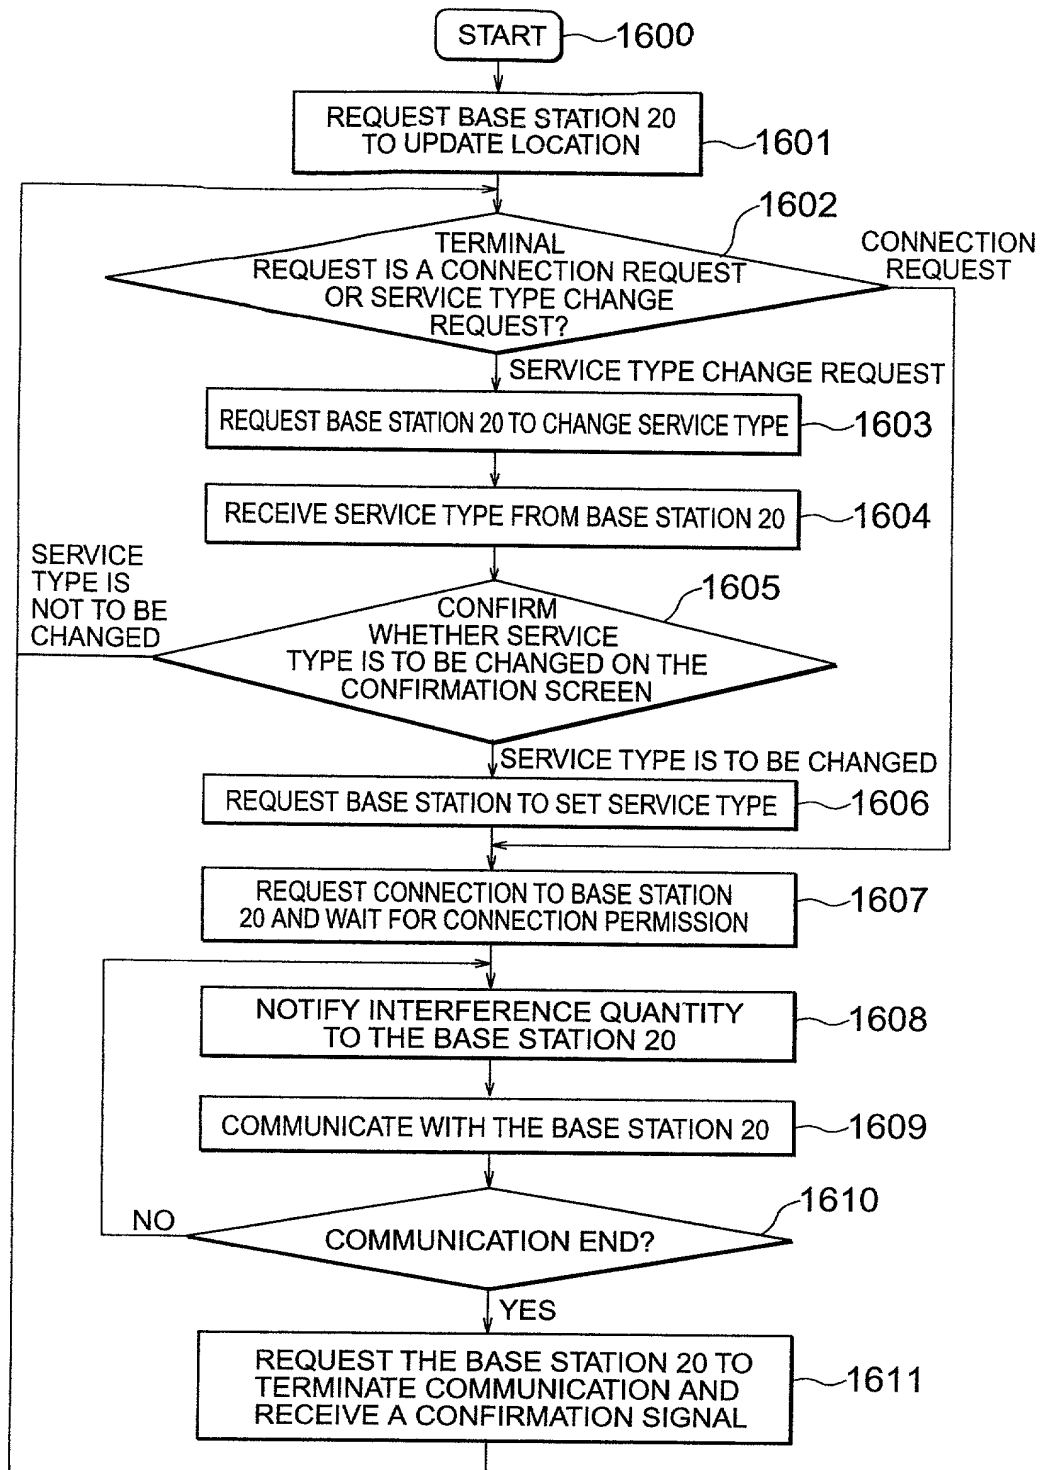 START
1600
REQUEST BASE STATION 20
TO UPDATE LOCATION
1601
1602
TERMINAL
REQUEST IS A CONNECTION REQUEST
OR SERVICE TYPE CHANGE
REQUEST?
CONNECTION
REQUEST
SERVICE TYPE CHANGE REQUEST
REQUEST BASE STATION 20 TO CHANGE SERVICE TYPE
1603
RECEIVE SERVICE TYPE FROM BASE STATION 20
1604
SERVICE
TYPE IS
NOT TO BE
CHANGED
1605
CONFIRM
WHETHER SERVICE
TYPE IS TO BE CHANGED ON THE
CONFIRMATION SCREEN
SERVICE TYPE IS TO BE CHANGED
REQUEST BASE STATION TO SET SERVICE TYPE
1606
REQUEST CONNECTION TO BASE STATION
20 AND WAIT FOR CONNECTION PERMISSION
1607
NOTIFY INTERFERENCE QUANTITY
TO THE BASE STATION 20
1608
COMMUNICATE WITH THE BASE STATION 20
1609
1610
NO
COMMUNICATION END?
YES
REQUEST THE BASE STATION 20 TO
TERMINATE COMMUNICATION AND
RECEIVE A CONFIRMATION SIGNAL
1611